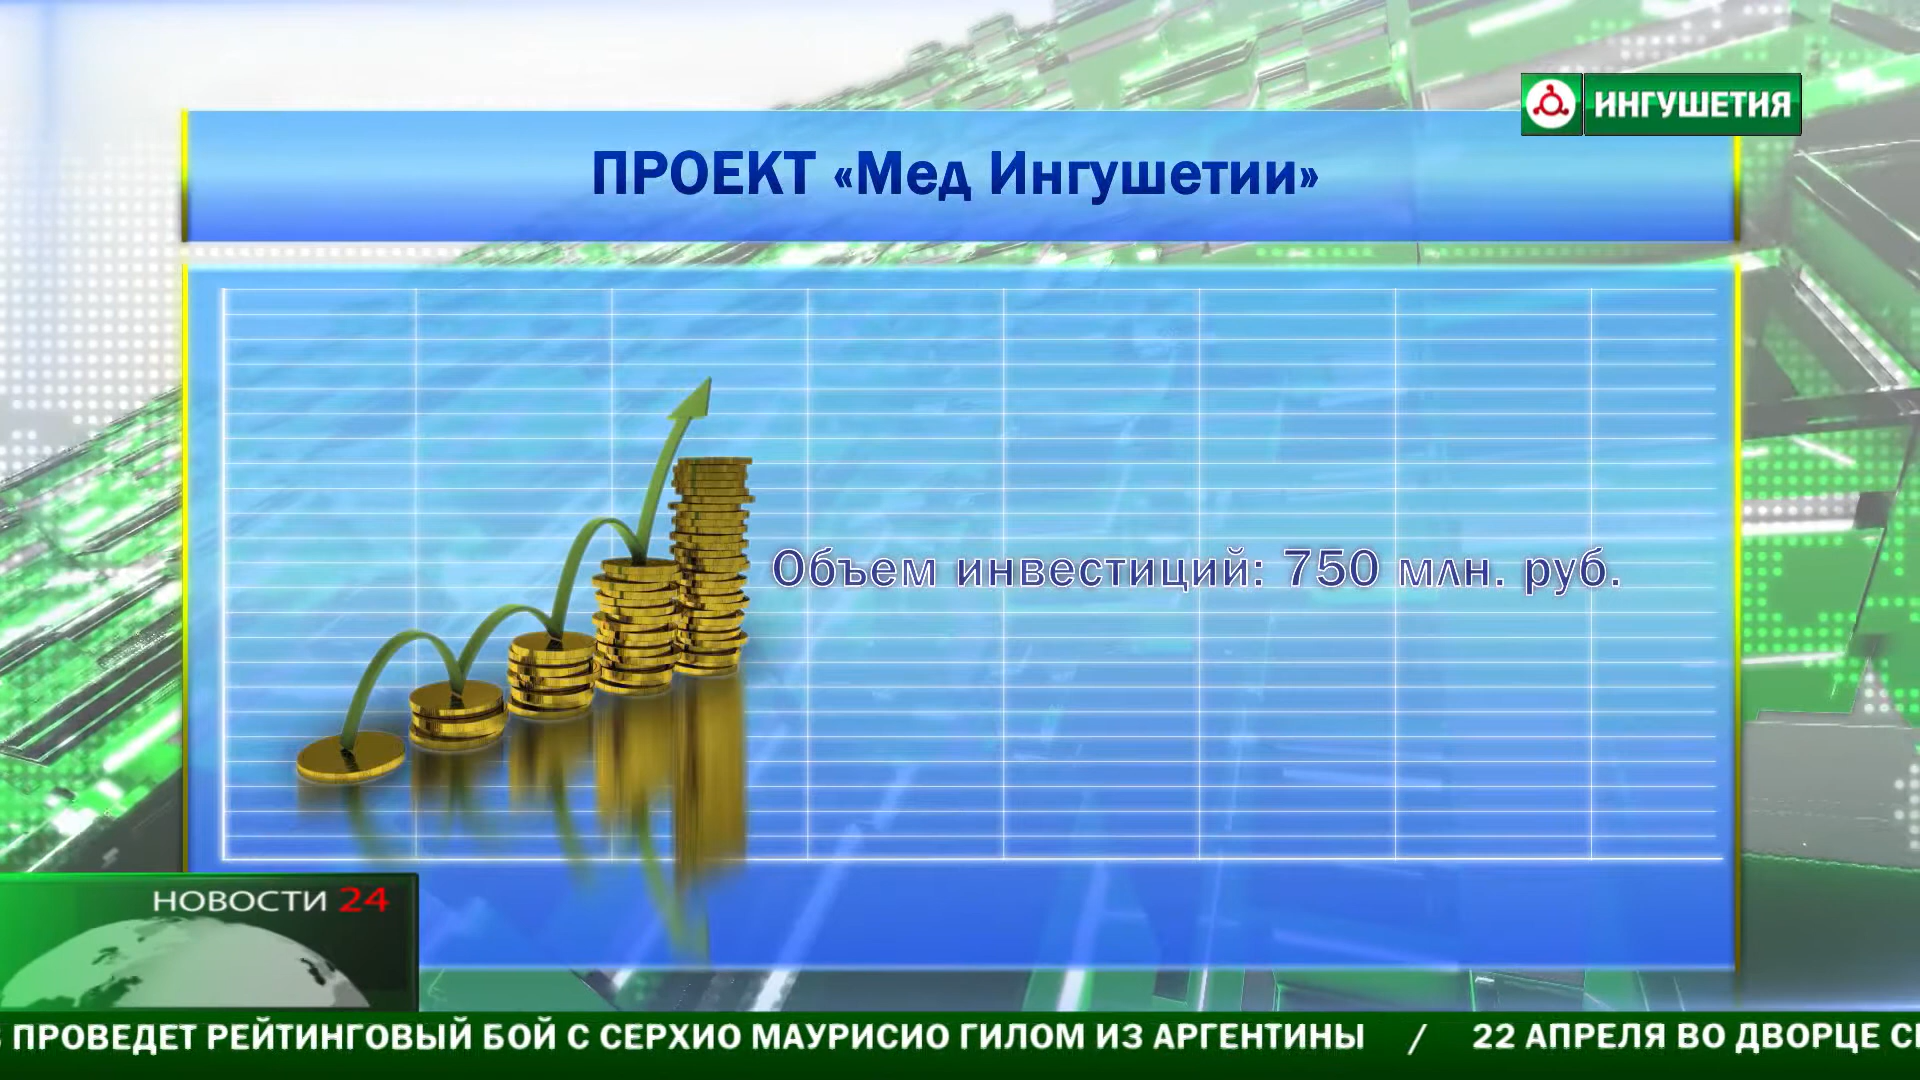 ИНГУШЕТИЯ
ПРОЕКТ «Мед Ингушетии»
Объем инвестиций: 750 млн. руб.
НОВОСТИ 24
ПРОВЕДЕТ РЕЙТИНГОВЫЙ БОЙ С СЕРХИО МАУРИСИО ГИЛОМ ИЗ АРГЕНТИНЫ / 22 АПРЕЛЯ ВО ДВОРЦЕ